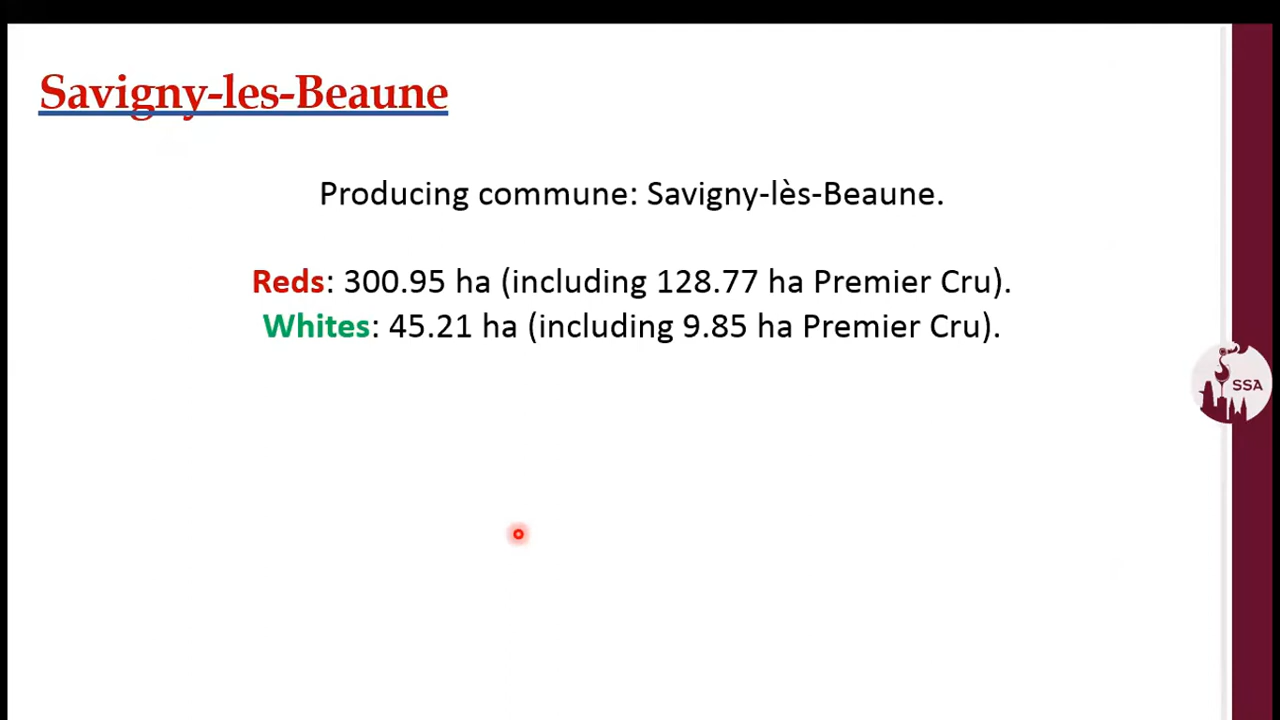 Savigny-les-Beaune
Producing commune: Savigny-lès-Beaune.
Reds: 300.95 ha (including 128.77 ha Premier Cru).
Whites: 45.21 ha (including 9.85 ha Premier Cru).
SSA